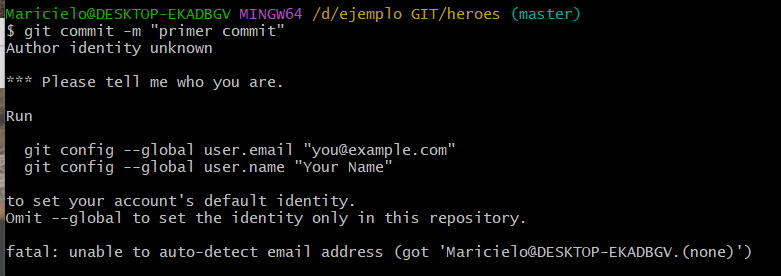 Maricielo@DESKTOP-EKADBGV MINGW64 /d/ejemplo GIT/heroes (master)
$ git commit -m "primer commit"
Author identity unknown
*** Please tell me who you are.
Run
git config --global user.email "you@example.com"
git config --global user.name "Your Name"
to set your account's default identity.
Omit --global to set the identity only in this repository.
fatal: unable to auto-detect email address (got 'Maricielo@DESKTOP-EKADBGV.(none)')